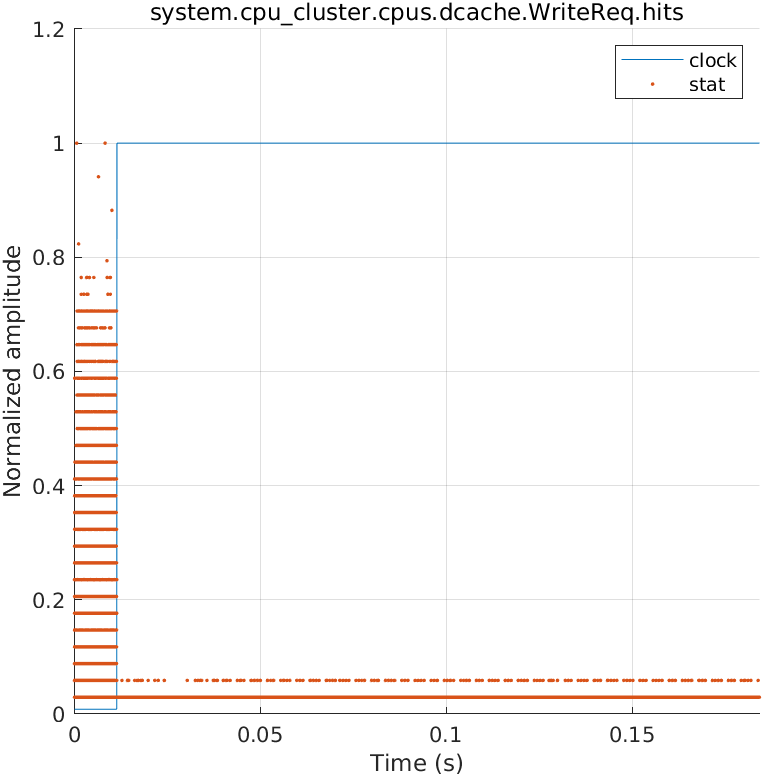 system.cpu_cluster.cpus.dcache.WriteReq.hits
1.2
clock
stat
1
0.8
0.6
0.4
0.2
0
Normalized amplitude
0
0.05
0.1
0.15
Time (s)